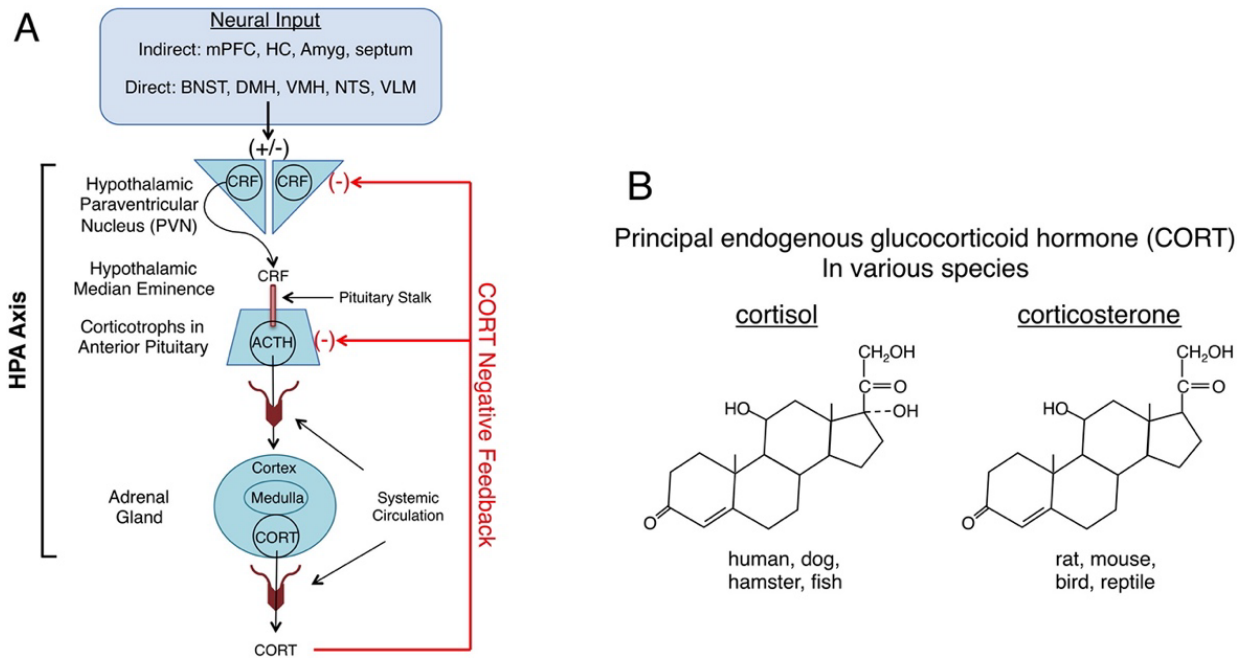 A
Neural Input
Indirect: mPFC, HC, Amyg, septum
Direct: BNST, DMH, VMH, NTS, VLM
(+/-)
HPA Axis
Hypothalamic
Paraventricular
Nucleus (PVN)
CRF
CRF
(-)
Hypothalamic
Median Eminence
CRF
Pituitary Stalk
Corticotrophs in
Anterior Pituitary
ACTH
(-)
CORT Negative Feedback
Adrenal
Gland
Cortex
Medulla
CORT
Systemic
Circulation
CORT
B
Principal endogenous glucocorticoid hormone (CORT)
In various species
cortisol
CH2OH
C=O
HO
---OH
O
human, dog,
hamster, fish
corticosterone
CH2OH
C=O
HO
O
rat, mouse,
bird, reptile